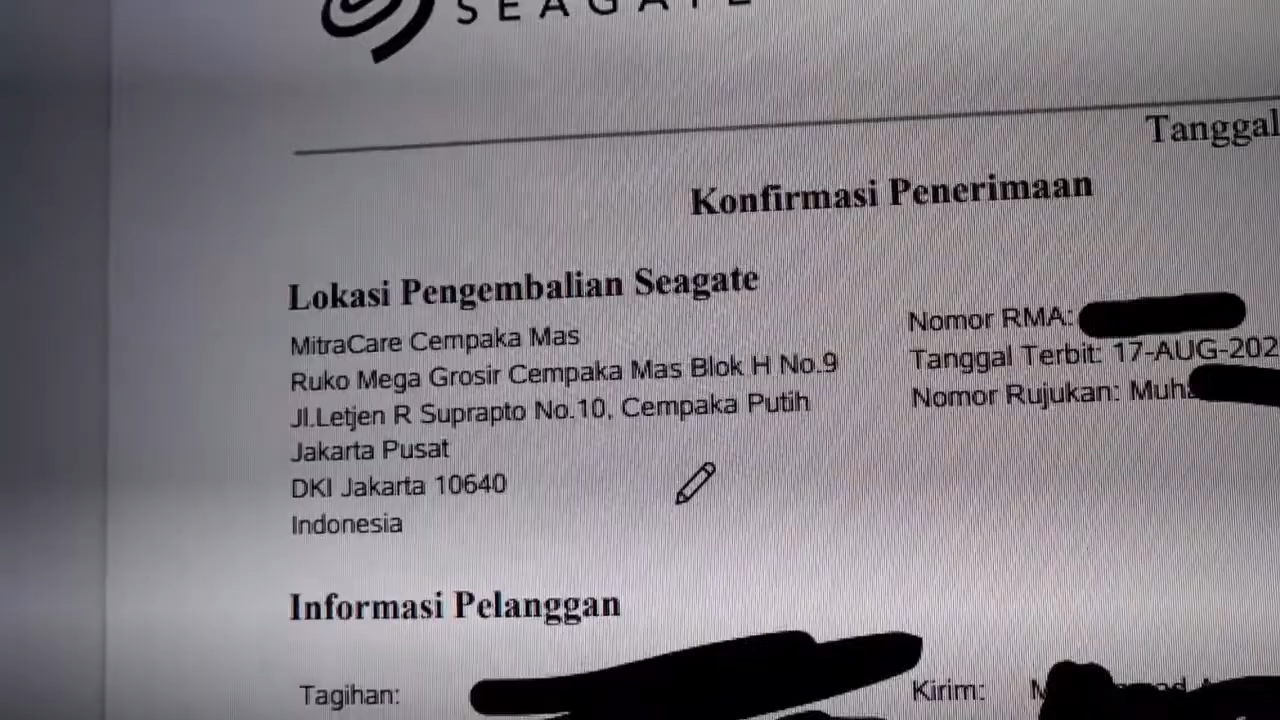 SEAGATE
Tanggal
Konfirmasi Penerimaan
Lokasi Pengembalian Seagate
MitraCare Cempaka Mas
Ruko Mega Grosir Cempaka Mas Blok H No.9
Jl.Letjen R Suprapto No.10, Cempaka Putih
Jakarta Pusat
DKI Jakarta 10640
Indonesia
Nomor RMA:
Tanggal Terbit: 17-AUG-202
Nomor Rujukan: Muh
Informasi Pelanggan
Tagihan:
Kirim: